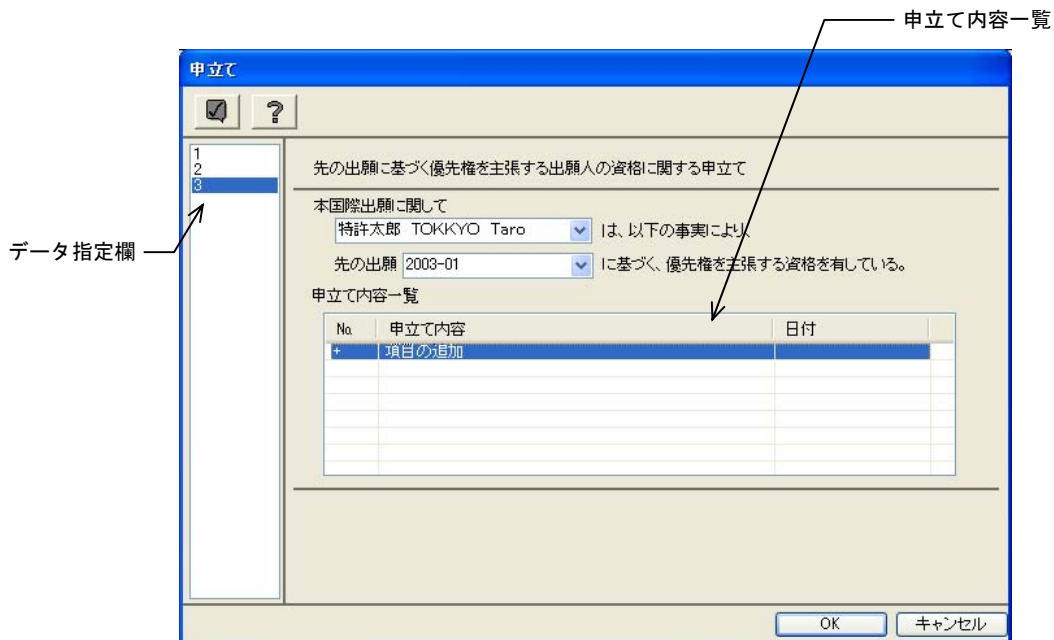 申立て内容一覧
申立て
?
1
2
3
先の出願に基づく優先権を主張する出願人の資格に関する申立て
本国際出願に関して
特許太郎 TOKKYO Taro は、以下の事実により、
データ指定欄
先の出願 2003-01 に基づく、優先権を主張する資格を有している。
申立て内容一覧
No. 申立て内容 日付
+ 項目の追加
OK キャンセル